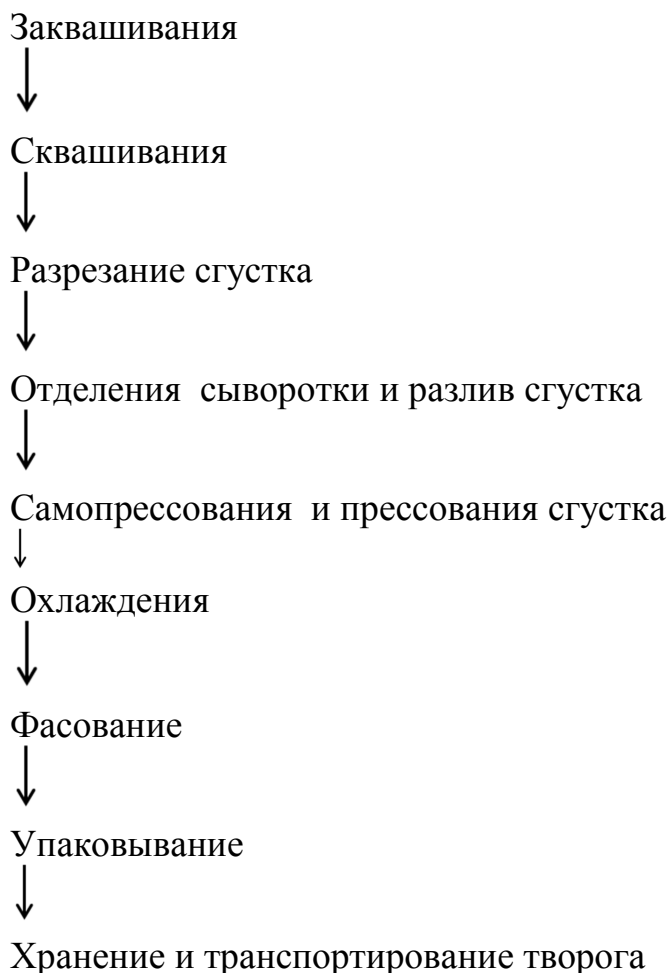 Заквашивания
Сквашивания
Разрезание сгустка
Отделения  сыворотки и разлив сгустка
Самопрессования  и прессования сгустка
Охлаждения
Фасование
Упаковывание
Хранение и транспортирование творога